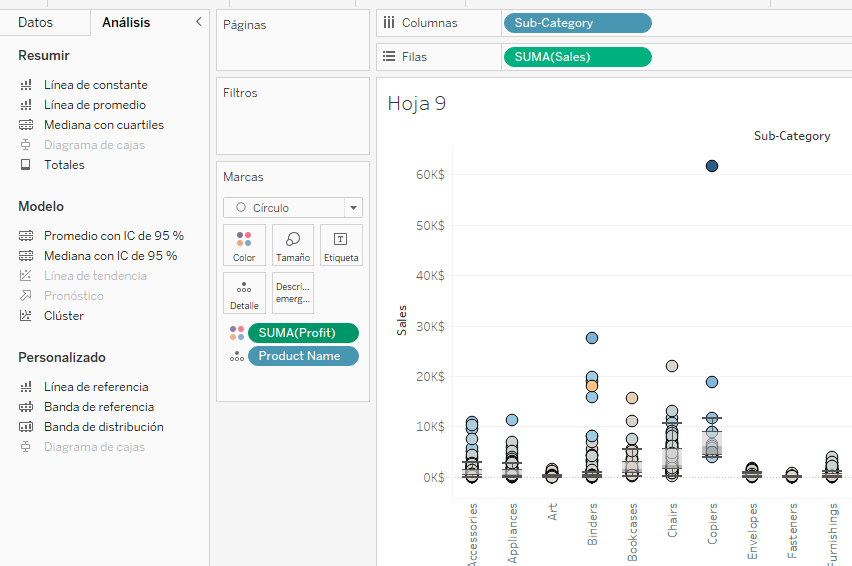 Datos
Análisis
Resumir
Línea de constante
Línea de promedio
Mediana con cuartiles
Diagrama de cajas
Totales
Modelo
Promedio con IC de 95 %
Mediana con IC de 95 %
Línea de tendencia
Pronóstico
Clúster
Personalizado
Línea de referencia
Banda de referencia
Banda de distribución
Diagrama de cajas
Páginas
Filtros
Marcas
Círculo
Color
Tamaño
Etiqueta
Detalle
Descri...
emerg...
SUMA(Profit)
Product Name
Columnas
Sub-Category
Filas
SUMA(Sales)
Hoja 9
Sub-Category
60K$
50K$
40K$
30K$
20K$
10K$
0K$
Sales
Accessories
Appliances
Art
Binders
Bookcases
Chairs
Copiers
Envelopes
Fasteners
Furnishings